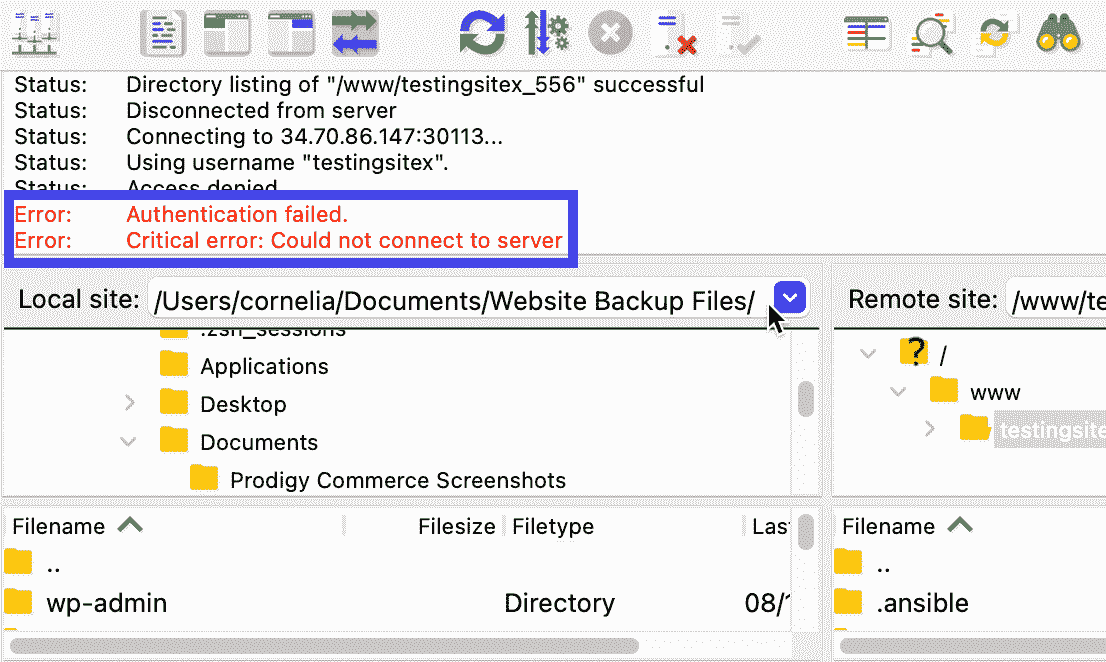 Status: Directory listing of "/www/testingsitex_556" successful
Status: Disconnected from server
Status: Connecting to 34.70.86.147:30113...
Status: Using username "testingsitex".
Status: Access denied
Error: Authentication failed.
Error: Critical error: Could not connect to server
Local site: /Users/cornelia/Documents/Website Backup Files/
Remote site: /www/te
.zsh_sessions
Applications
Desktop
Documents
Prodigy Commerce Screenshots
? /
www
testingsite
Filename Filesize Filetype Las
..
wp-admin Directory 08/
Filename
..
.ansible